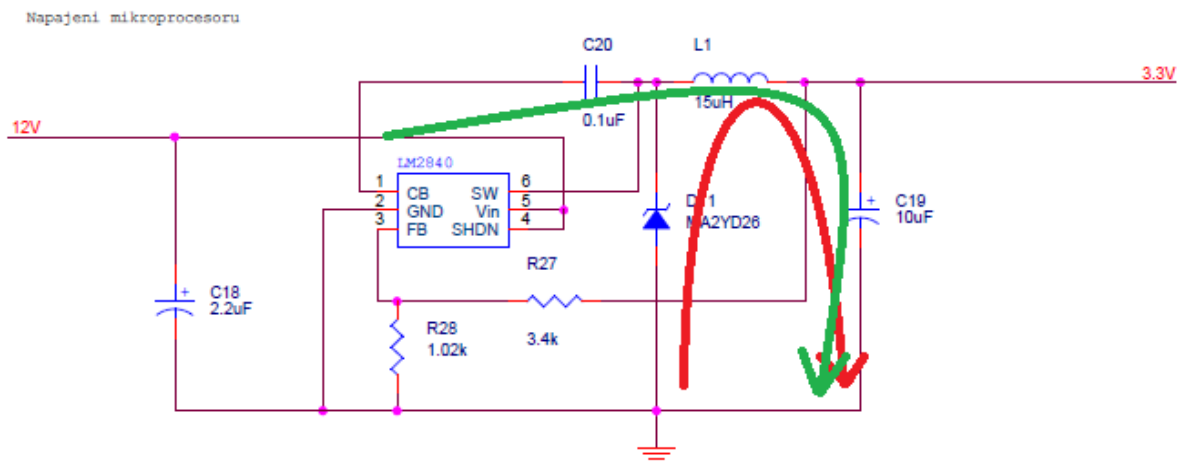 Napajeni mikroprocesoru
C20
L1
0.1uF
15uH
3.3V
12V
LM2840
1 CB SW 6
2 GND Vin 5
3 FB SHDN 4
MA2YD26
C19
10uF
C18
2.2uF
R27
3.4k
R28
1.02k
+
+